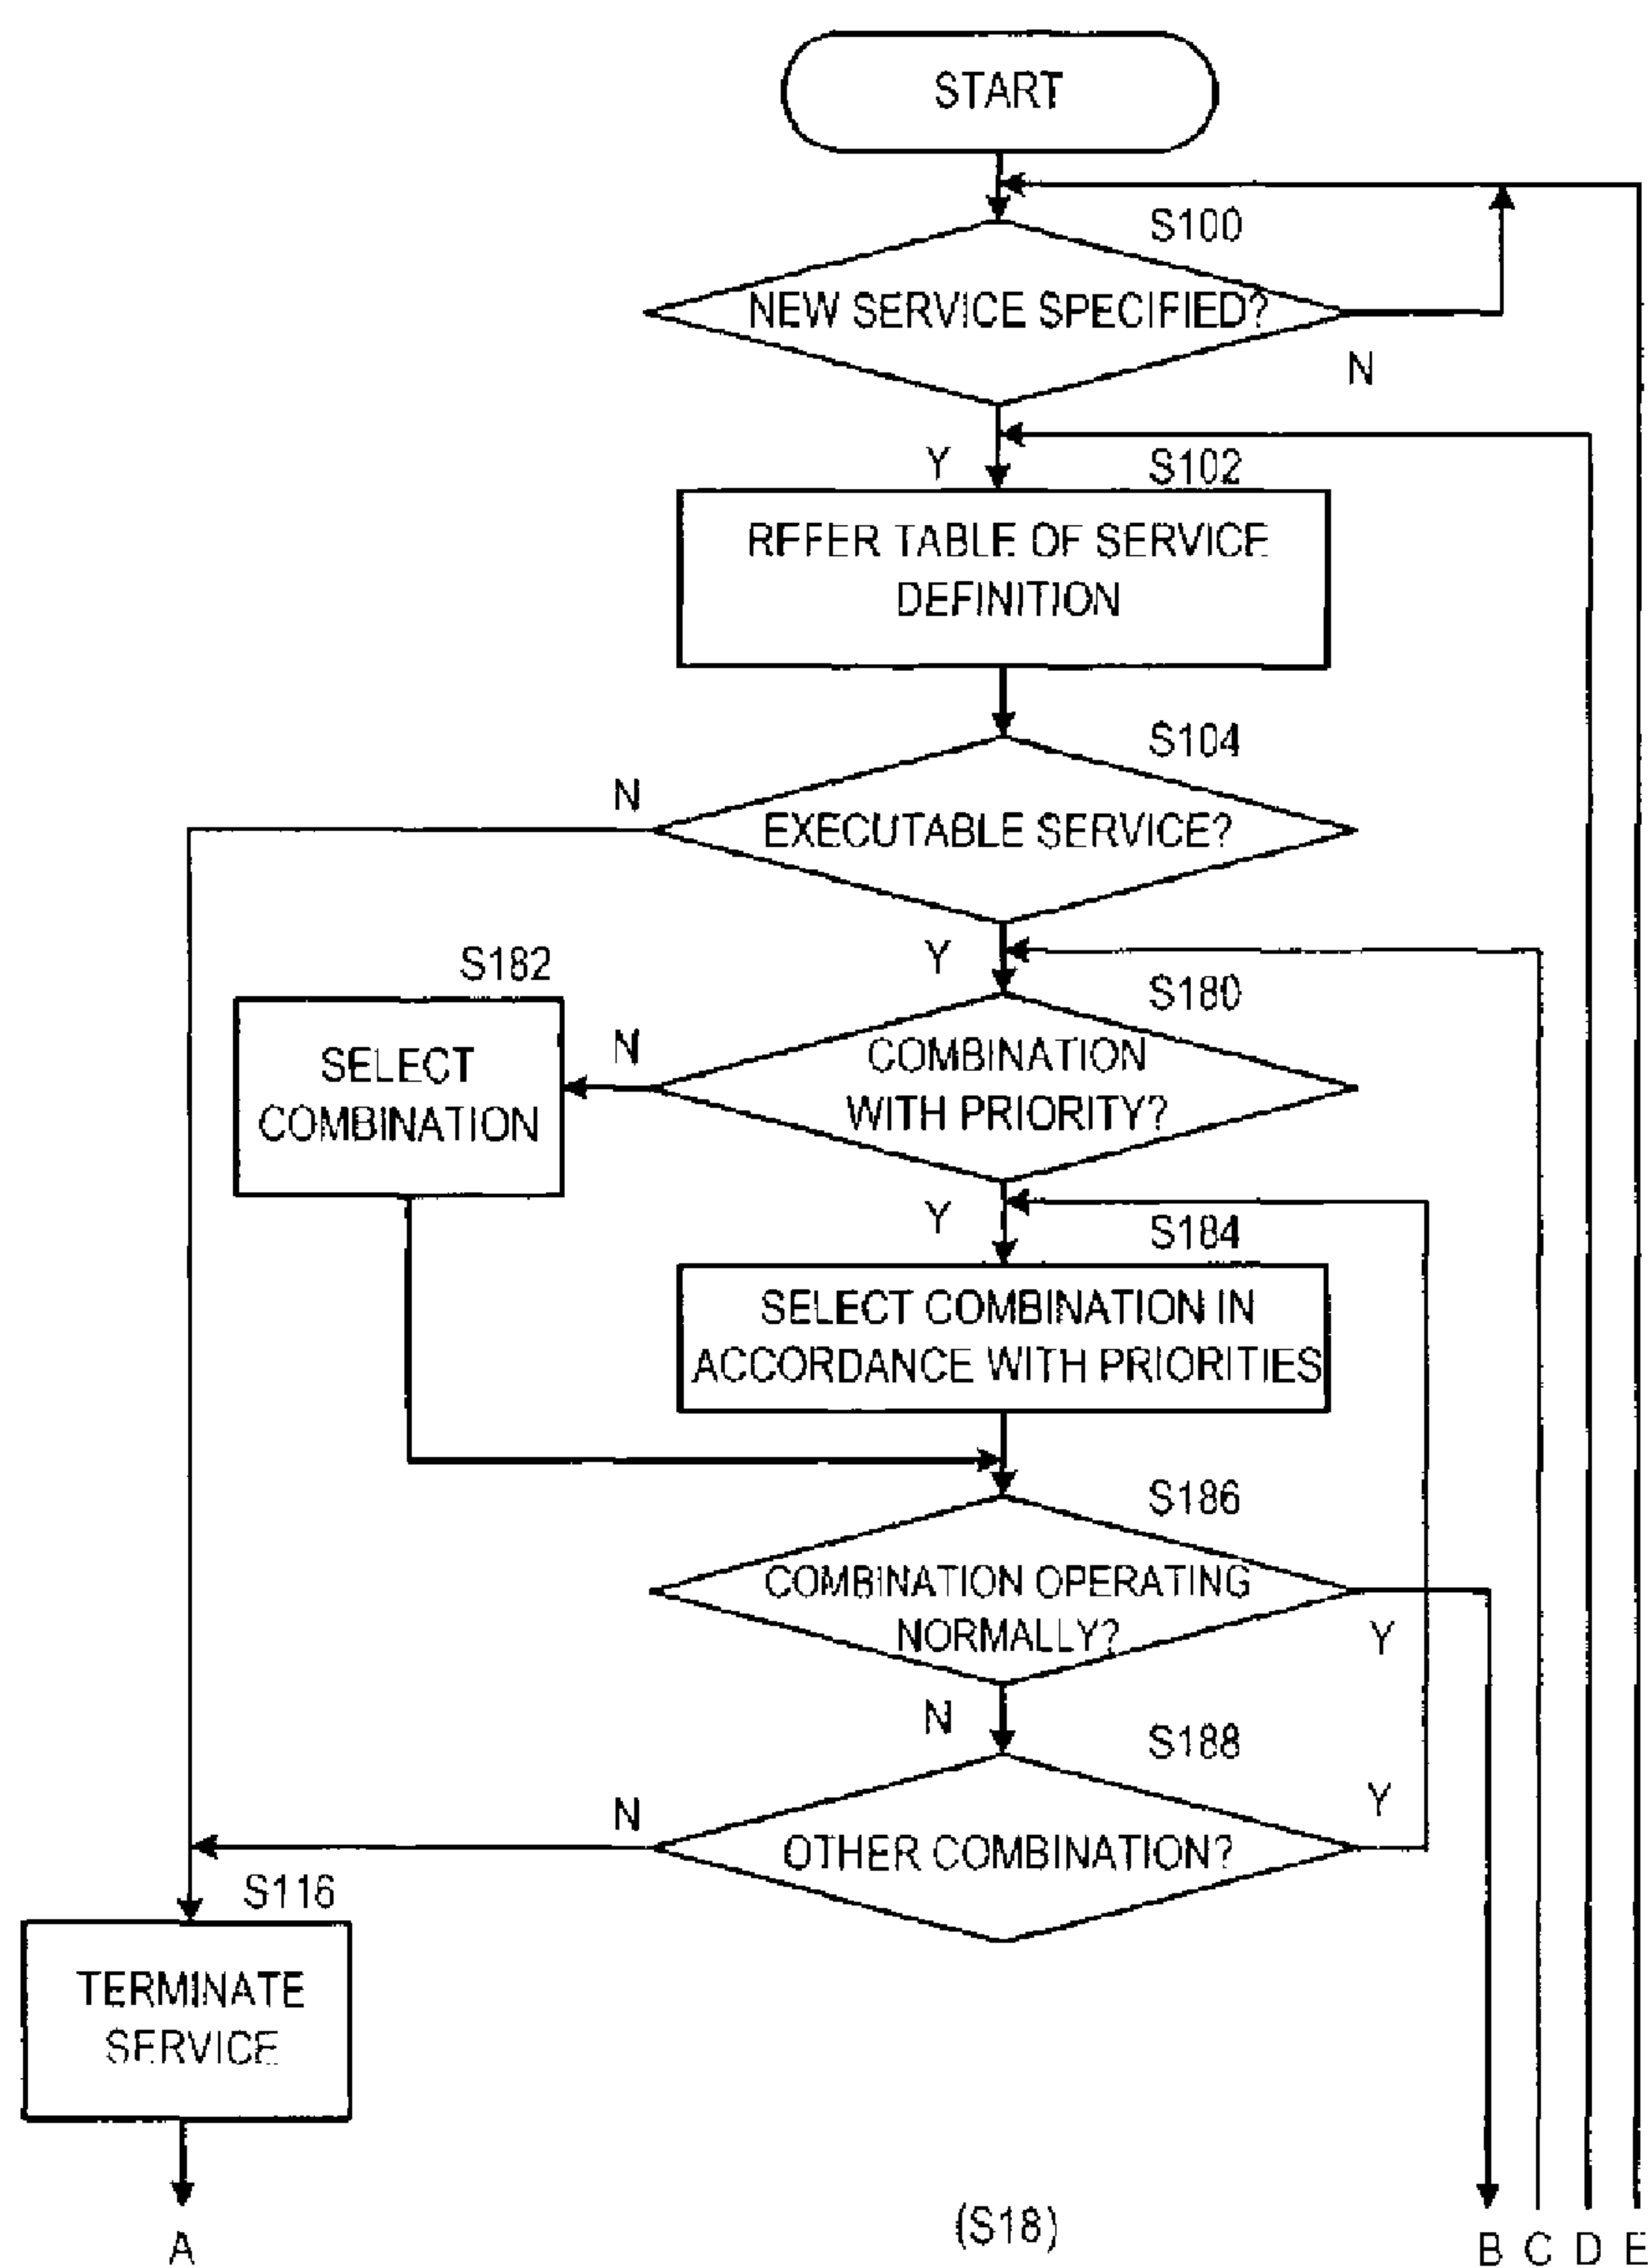 START
S100
NEW SERVICE SPECIFIED?
N
Y
S102
REFER TABLE OF SERVICE
DEFINITION
S104
N
EXECUTABLE SERVICE?
Y
S182
S180
SELECT
COMBINATION
N
COMBINATION
WITH PRIORITY?
Y
S184
SELECT COMBINATION IN
ACCORDANCE WITH PRIORITIES
S186
COMBINATION OPERATING
NORMALLY?
Y
N
S188
N
Y
OTHER COMBINATION?
S116
TERMINATE
SERVICE
(S18)
A
B C D E